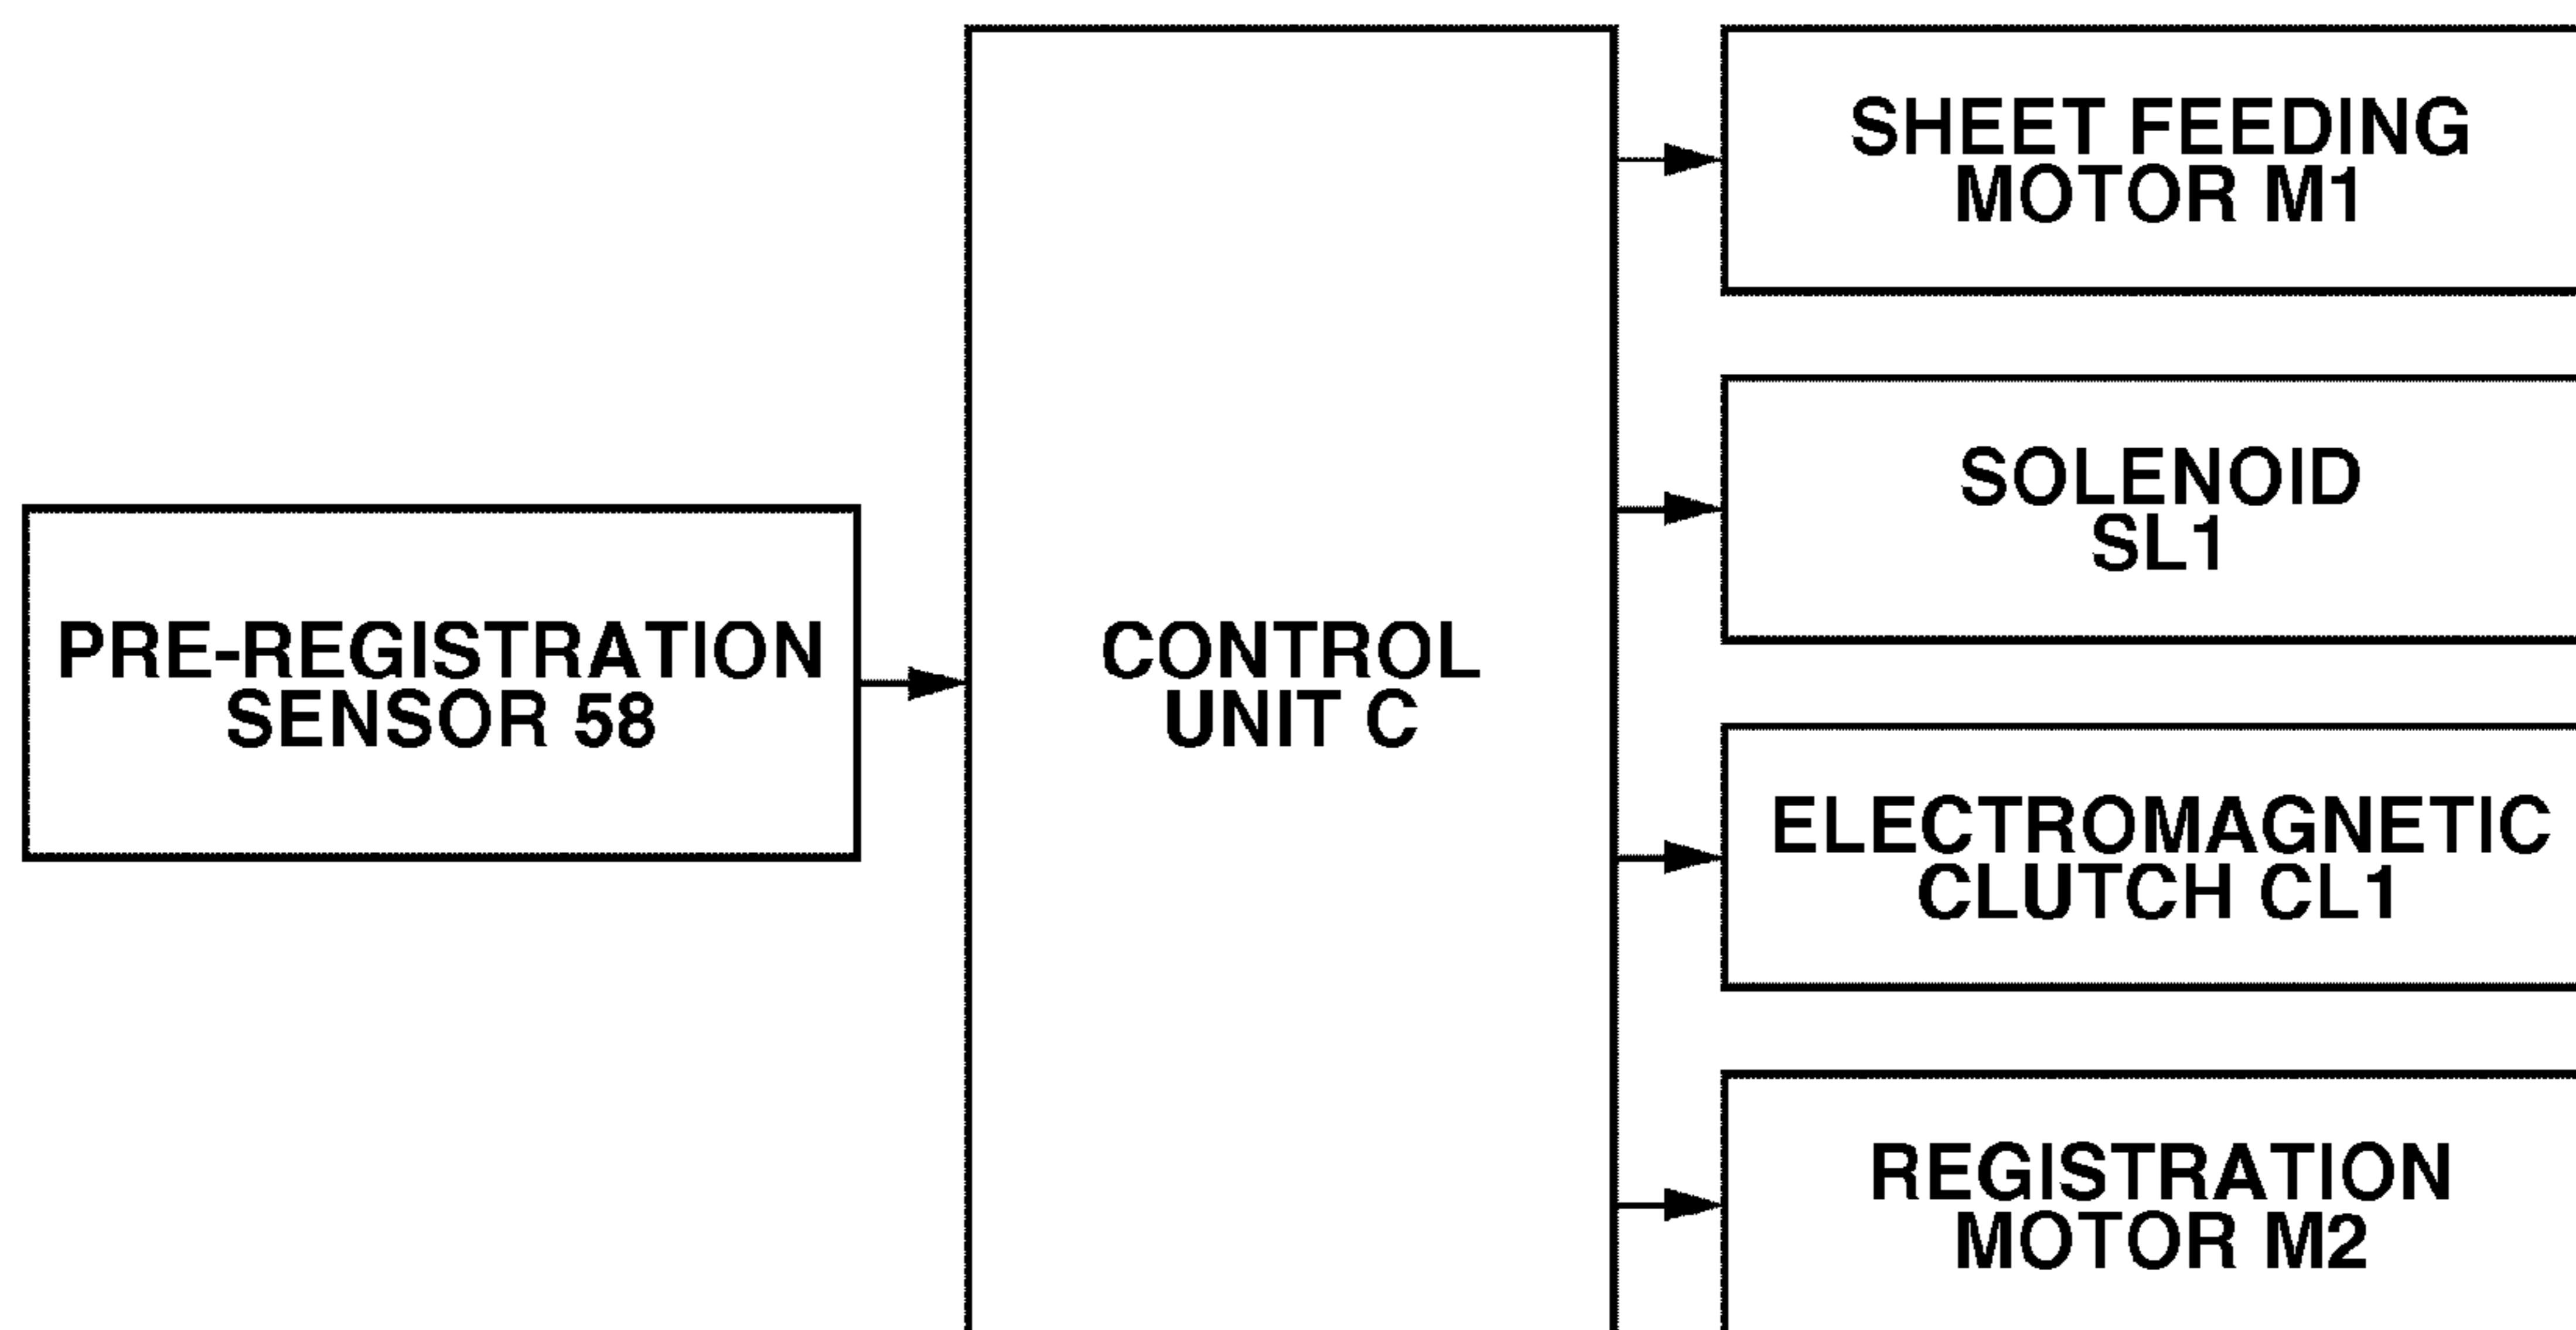 PRE-REGISTRATION
SENSOR 58
CONTROL
UNIT C
SHEET FEEDING
MOTOR M1
SOLENOID
SL1
ELECTROMAGNETIC
CLUTCH CL1
REGISTRATION
MOTOR M2